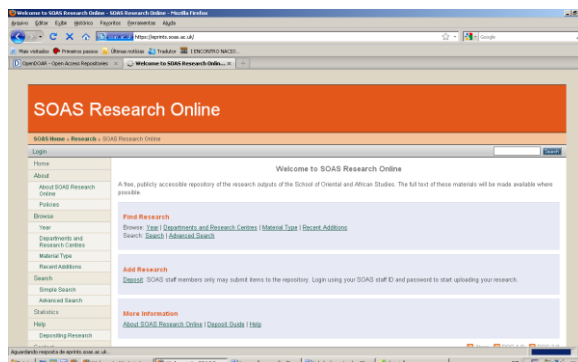 Welcome to SOAS Research Online - SOAS Research Online - Mozilla Firefox
Arquivo Editar Exibir Histórico Favoritos Ferramentas Ajuda
https://eprints.soas.ac.uk/
Google
Mais visitados Primeiros passos Últimas notícias Tradutor I ENCONTRO NACIO...
OpenDOAR - Open Access Repositories
Welcome to SOAS Research Onlin...
SOAS Research Online
SOAS Home » Research » SOAS Research Online
Login
Search
Home
About
About SOAS Research
Online
Policies
Browse
Year
Departments and
Research Centres
Material Type
Recent Additions
Search
Simple Search
Advanced Search
Statistics
Help
Depositing Research
Welcome to SOAS Research Online
A free, publicly accessible repository of the research outputs of the School of Oriental and African Studies. The full text of these materials will be made available where
possible.
Find Research
Browse: Year | Departments and Research Centres | Material Type | Recent Additions
Search: Search | Advanced Search
Add Research
Deposit: SOAS staff members only may submit items to the repository. Login using your SOAS staff ID and password to start uploading your research.
More Information
About SOAS Research Online | Deposit Guide | Help
Aguardando resposta de eprints.soas.ac.uk...